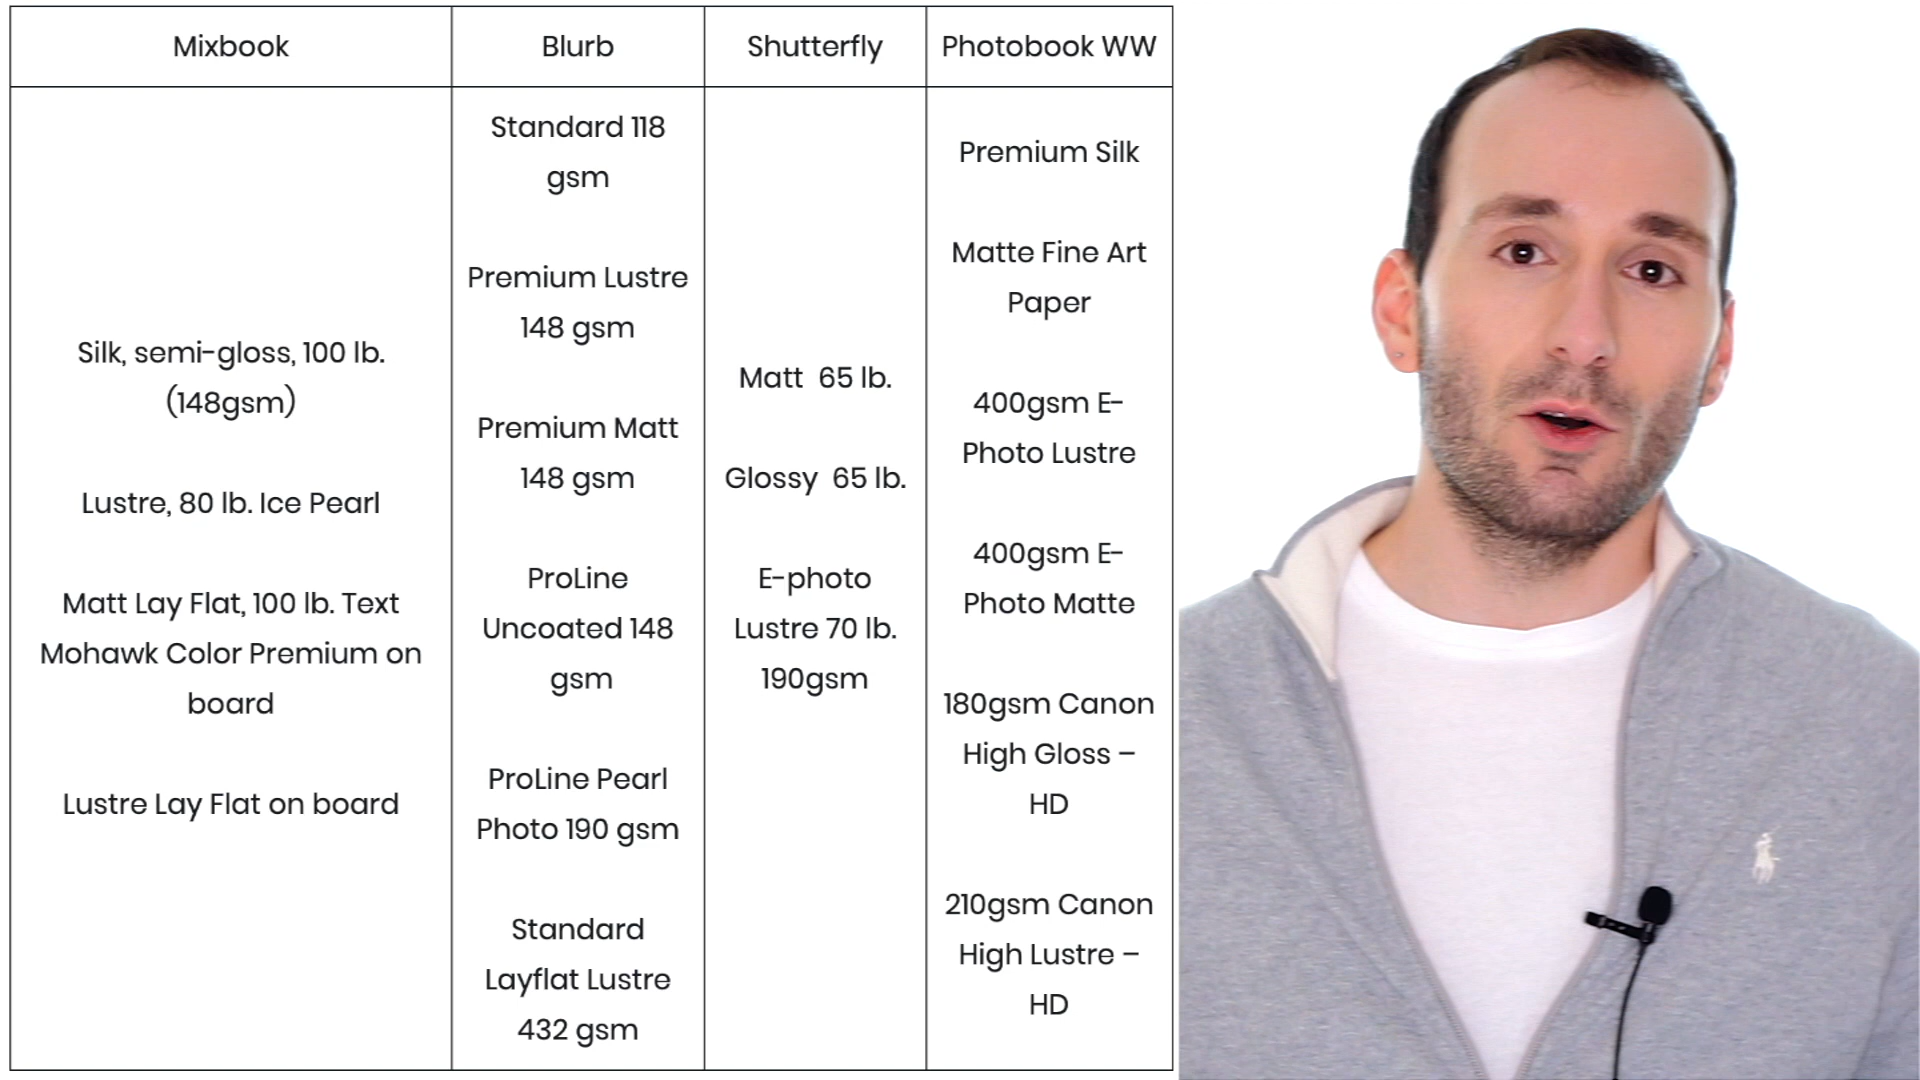 Mixbook
Blurb
Shutterfly
Photobook WW
Silk, semi-gloss, 100 lb.
(148gsm)
Lustre, 80 lb. Ice Pearl
Matt Lay Flat, 100 lb. Text
Mohawk Color Premium on
board
Lustre Lay Flat on board
Standard 118
gsm
Premium Lustre
148 gsm
Premium Matt
148 gsm
ProLine
Uncoated 148
gsm
ProLine Pearl
Photo 190 gsm
Standard
Layflat Lustre
432 gsm
Matt 65 lb.
Glossy 65 lb.
E-photo
Lustre 70 lb.
190gsm
Premium Silk
Matte Fine Art
Paper
400gsm E-
Photo Lustre
400gsm E-
Photo Matte
180gsm Canon
High Gloss –
HD
210gsm Canon
High Lustre –
HD